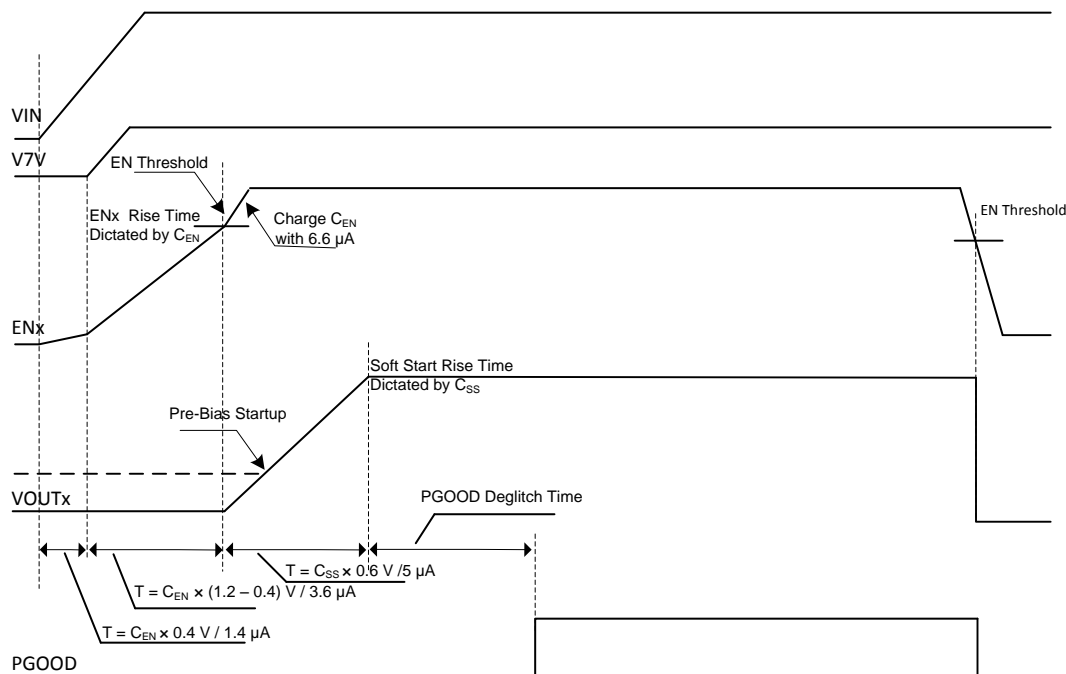 VIN
V7V
EN Threshold
ENx Rise Time
Dictated by CEN
Charge CEN
with 6.6 µA
EN Threshold
ENx
Soft Start Rise Time
Dictated by CSS
Pre-Bias Startup
VOUTx
PGOOD Deglitch Time
T = CSS × 0.6 V /5 µA
T = CEN × (1.2 – 0.4) V / 3.6 µA
T = CEN × 0.4 V / 1.4 µA
PGOOD